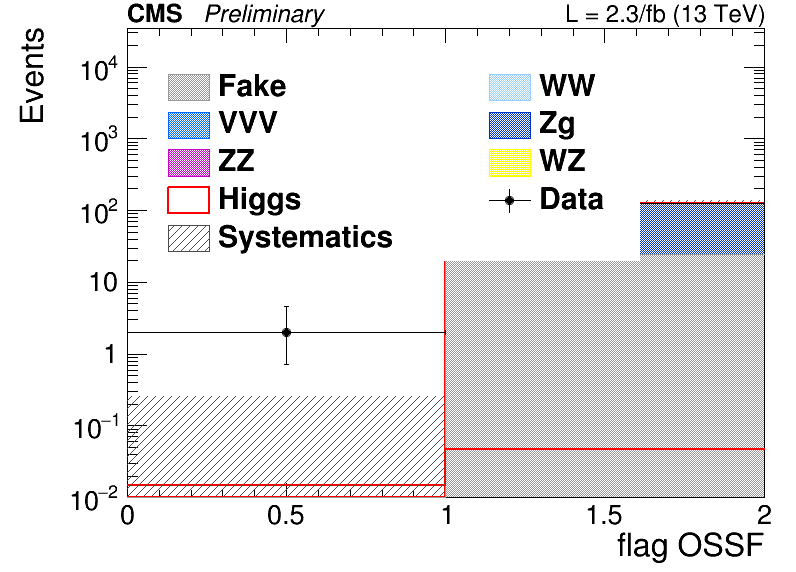 CMS Preliminary L = 2.3/fb (13 TeV)
Events
10^4
10^3
10^2
10
1
10^−1
10^−2
Fake WW
VVV Zg
ZZ WZ
Higgs Data
Systematics
0 0.5 1 1.5 2
flag OSSF